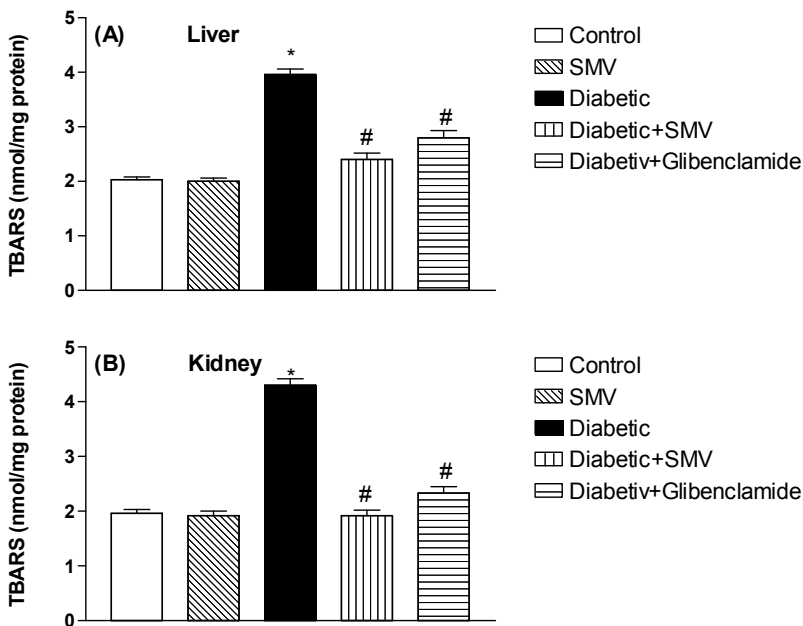 (A) Liver
TBARS (nmol/mg protein)
5
4
3
2
1
0
*
#
#
Control
SMV
Diabetic
Diabetic+SMV
Diabetiv+Glibenclamide
(B) Kidney
TBARS (nmol/mg protein)
5
4
3
2
1
0
*
#
#
Control
SMV
Diabetic
Diabetic+SMV
Diabetiv+Glibenclamide